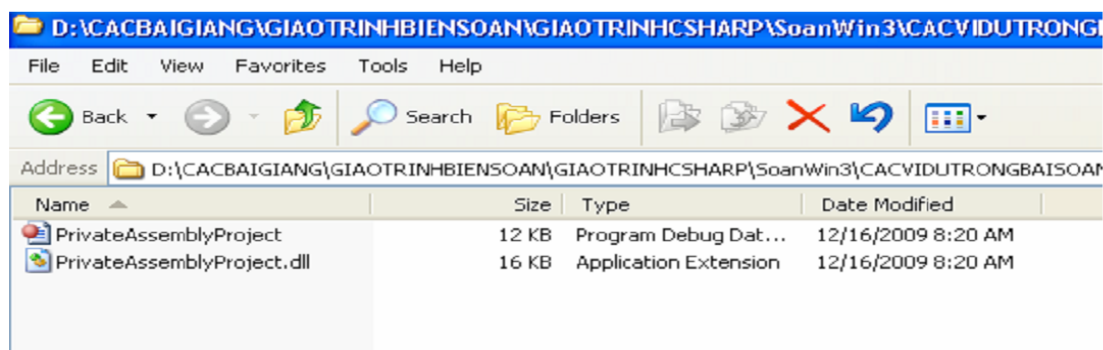 D:\CACBAIGIANG\GIAOTRINHBIENSOAN\GIAOTRINHCSHARP\SoanWin3\CACVIDUTRONG
File Edit View Favorites Tools Help
Back Search Folders
Address D:\CACBAIGIANG\GIAOTRINHBIENSOAN\GIAOTRINHCSHARP\SoanWin3\CACVIDUTRONGBAISOAN
Name Size Type Date Modified
PrivateAssemblyProject 12 KB Program Debug Dat... 12/16/2009 8:20 AM
PrivateAssemblyProject.dll 16 KB Application Extension 12/16/2009 8:20 AM